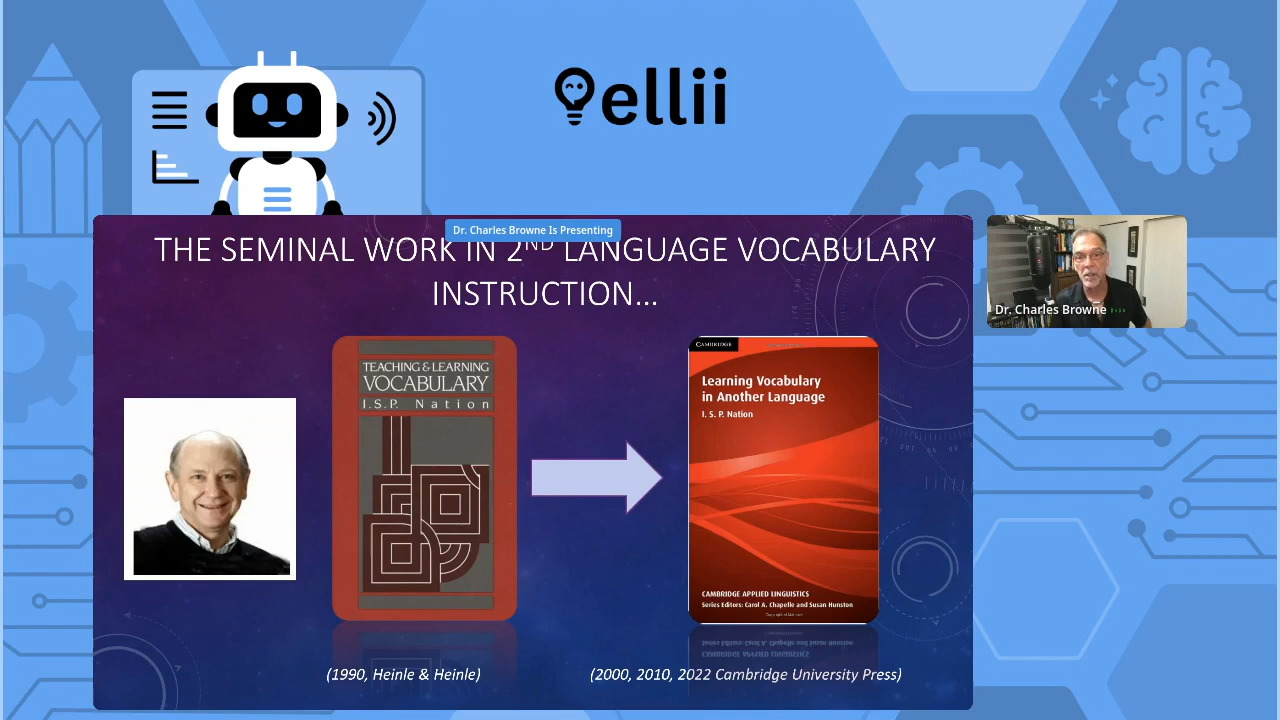 ellii
Dr. Charles Browne Is Presenting
THE SEMINAL WORK IN 2ND LANGUAGE VOCABULARY
INSTRUCTION...
TEACHING & LEARNING
VOCABULARY
I.S.P. Nation
CAMBRIDGE
Learning Vocabulary
in Another Language
I. S. P. Nation
CAMBRIDGE APPLIED LINGUISTICS
Series Editors: Carol A. Chapelle and Susan Hunston
Copyrighted Material
(1990, Heinle & Heinle)
(2000, 2010, 2022 Cambridge University Press)
Dr. Charles Browne